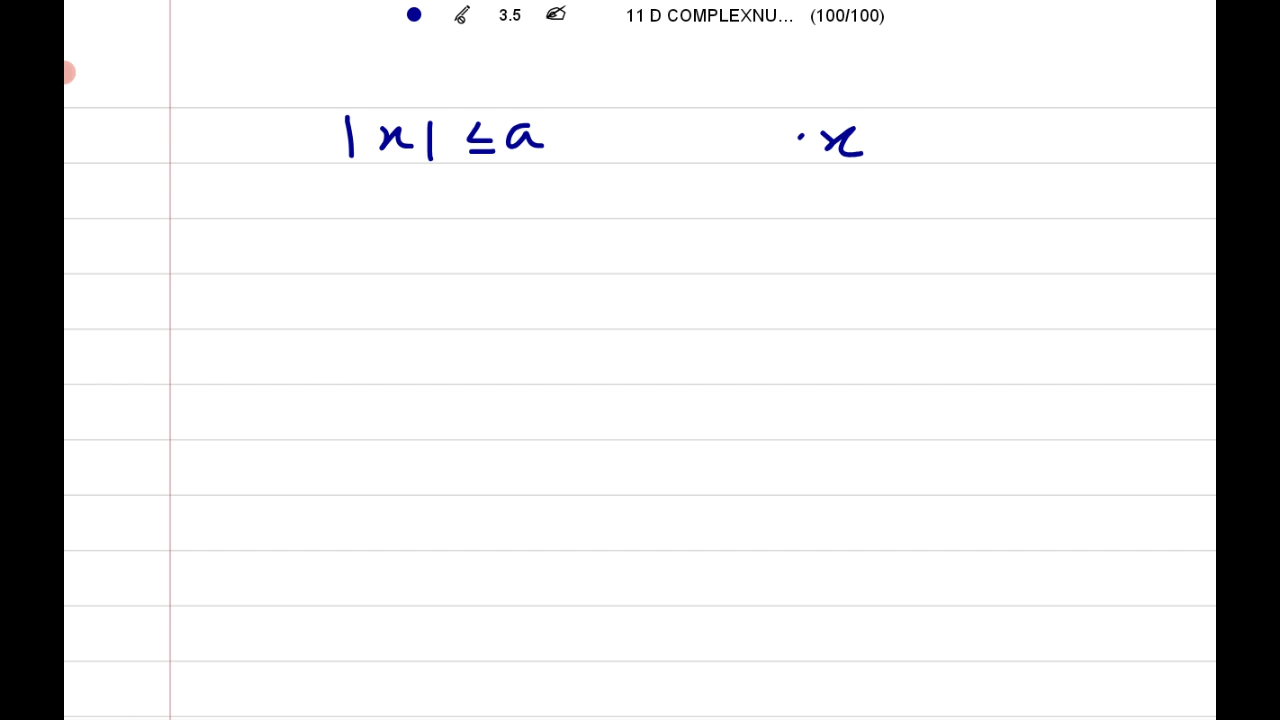 3.5 11 D COMPLEXNU... (100/100)
|x| ≤ a · x